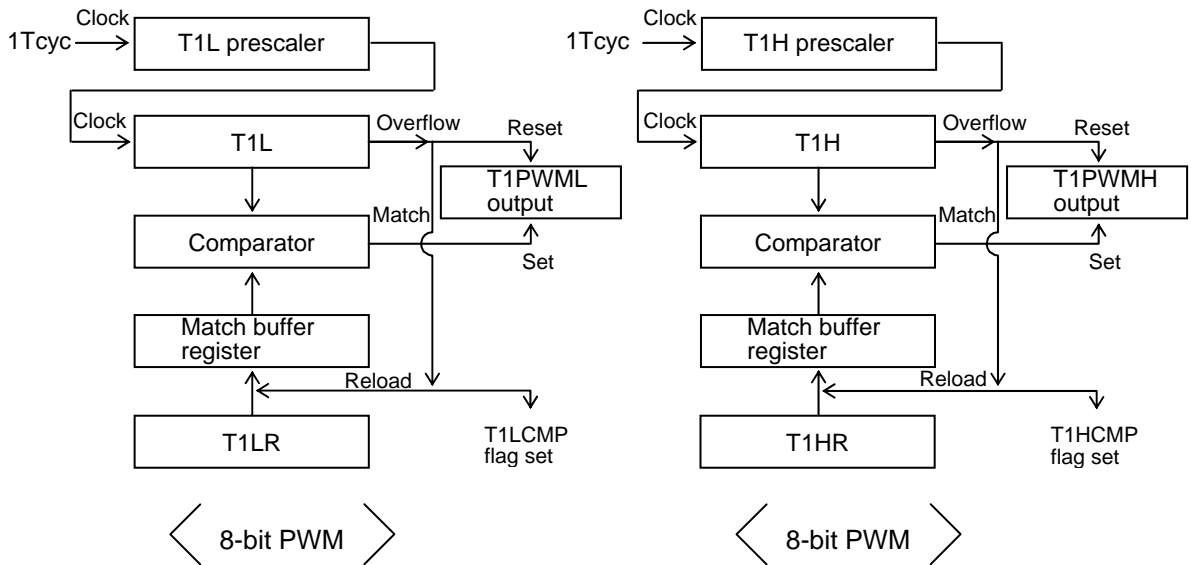 Clock
1Tcyc
T1L prescaler
Clock
T1L
Overflow
Reset
T1PWML
output
Match
Comparator
Set
Match buffer
register
Reload
T1LR
T1LCMP
flag set
8-bit PWM
Clock
1Tcyc
T1H prescaler
Clock
T1H
Overflow
Reset
T1PWMH
output
Match
Comparator
Set
Match buffer
register
Reload
T1HR
T1HCMP
flag set
8-bit PWM